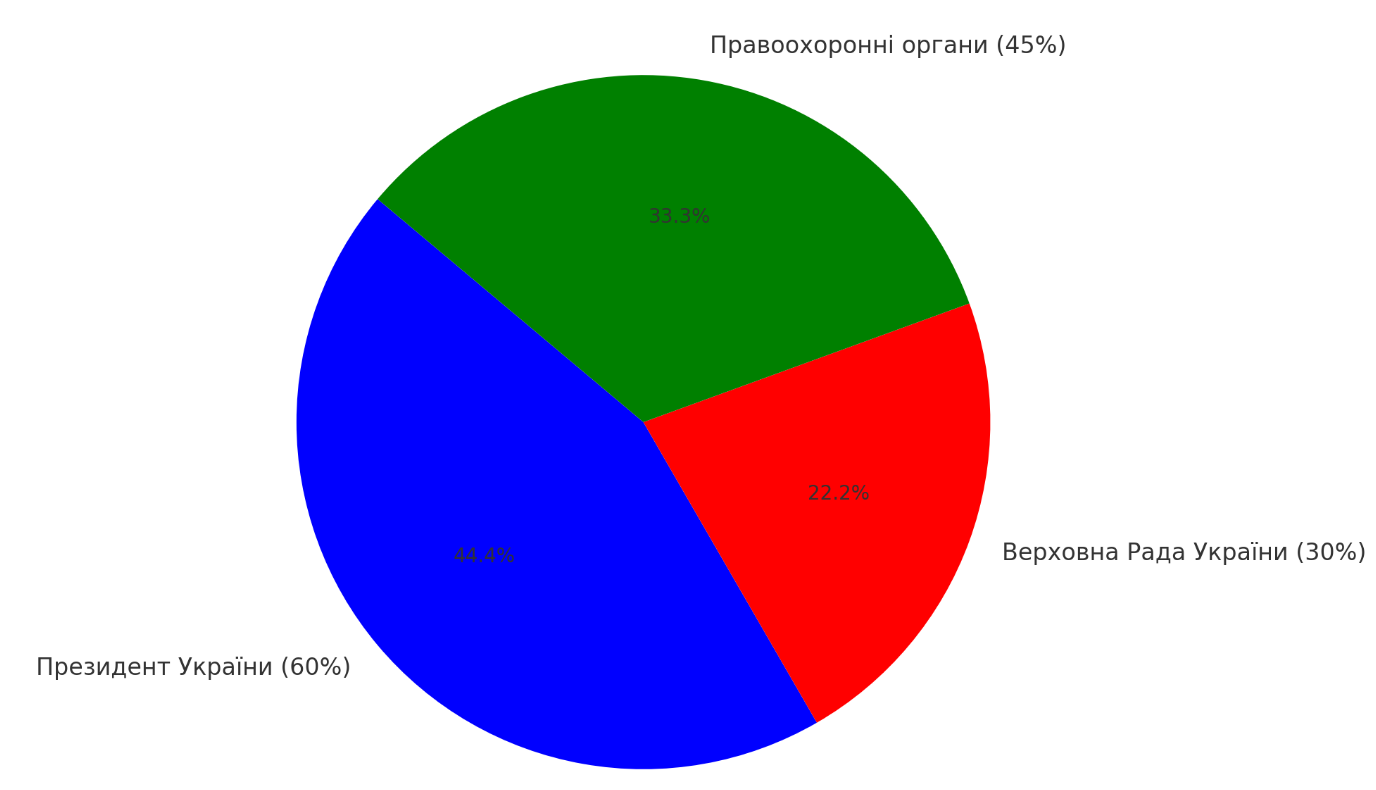 Правоохоронні органи (45%)
33.3%
22.2%
44.4%
Верховна Рада України (30%)
Президент України (60%)